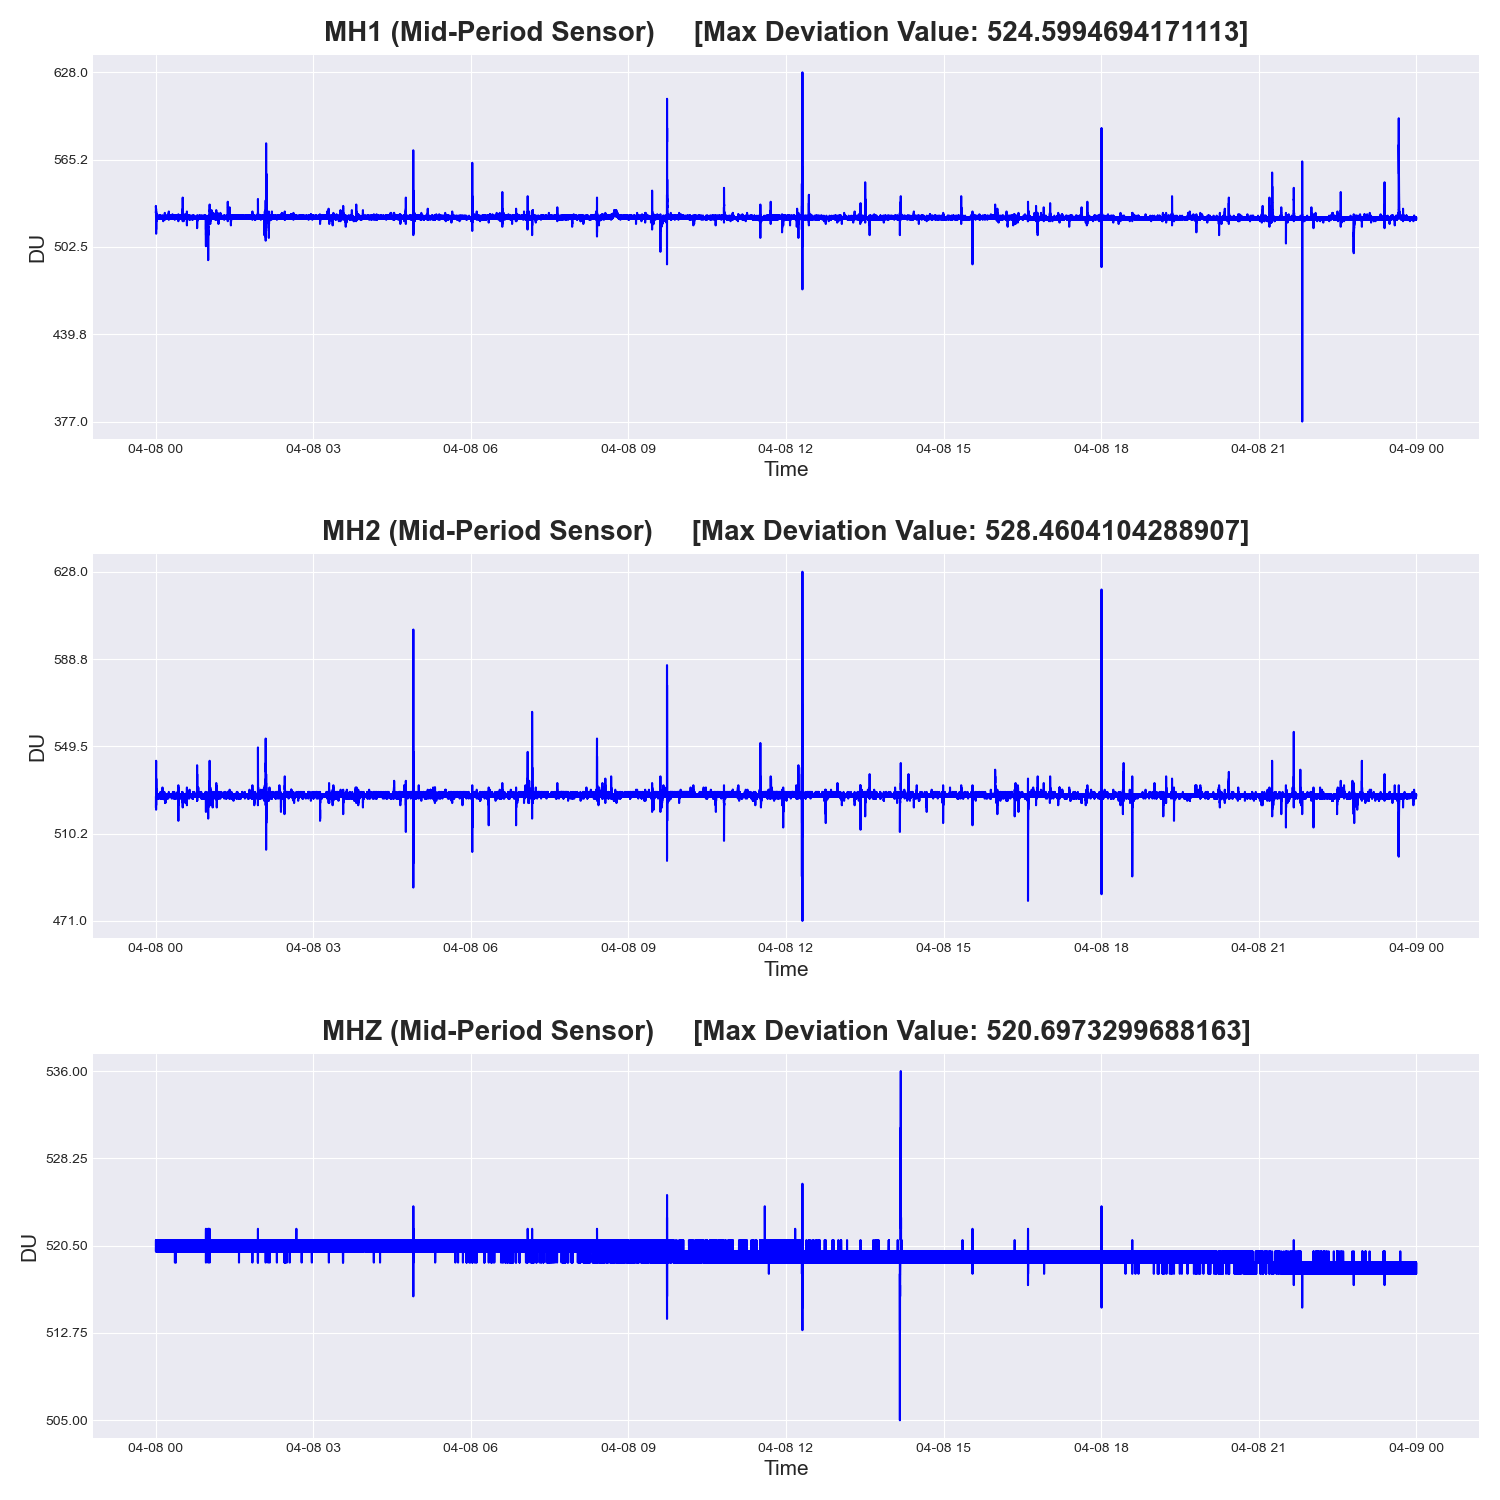 MH1 (Mid-Period Sensor) [Max Deviation Value: 524.5994694171113]
628.0
565.2
502.5
439.8
377.0
DU
04-08 00 04-08 03 04-08 06 04-08 09 04-08 12 04-08 15 04-08 18 04-08 21 04-09 00
Time
MH2 (Mid-Period Sensor) [Max Deviation Value: 528.4604104288907]
628.0
588.8
549.5
510.2
471.0
DU
04-08 00 04-08 03 04-08 06 04-08 09 04-08 12 04-08 15 04-08 18 04-08 21 04-09 00
Time
MHZ (Mid-Period Sensor) [Max Deviation Value: 520.6973299688163]
536.00
528.25
520.50
512.75
505.00
DU
04-08 00 04-08 03 04-08 06 04-08 09 04-08 12 04-08 15 04-08 18 04-08 21 04-09 00
Time